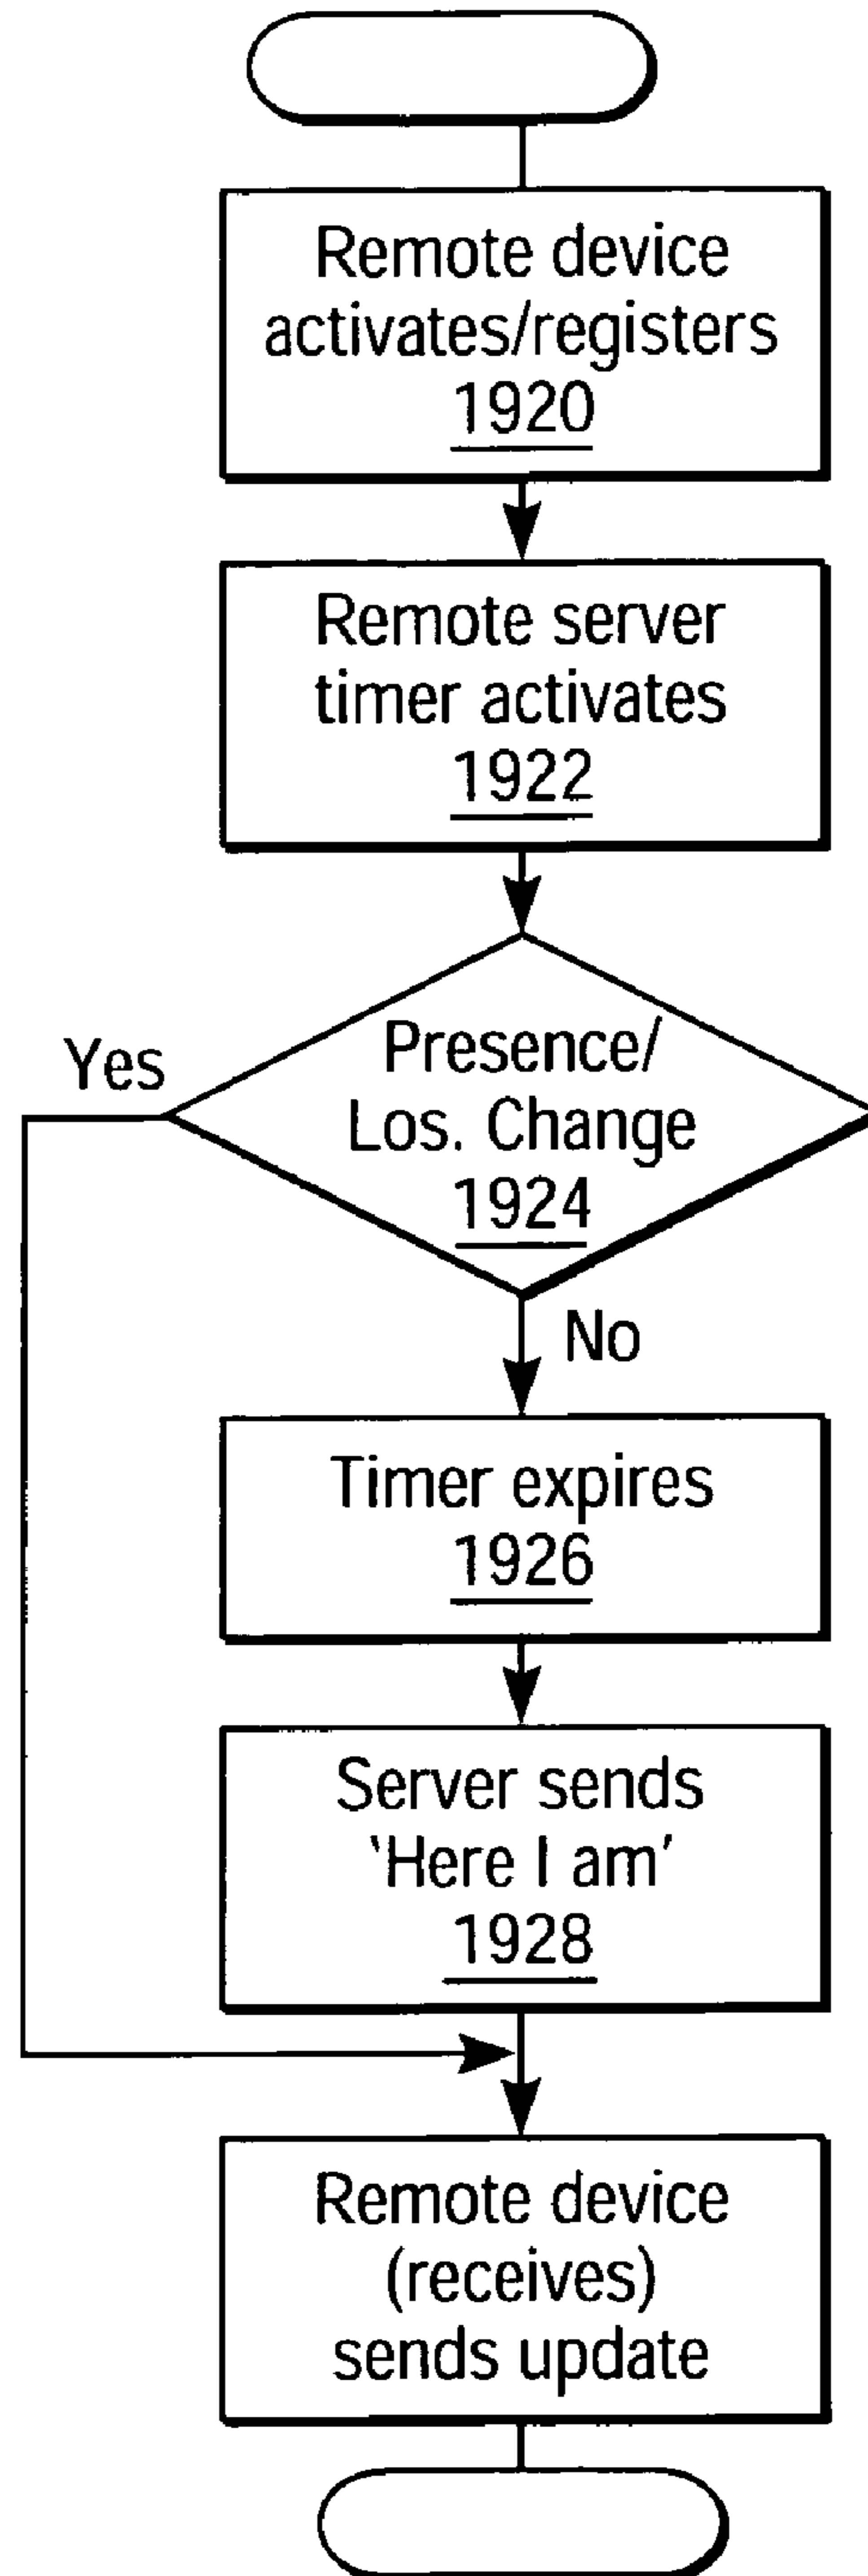 Remote device
activates/registers
1920
Remote server
timer activates
1922
Yes
Presence/
Los. Change
1924
No
Timer expires
1926
Server sends
'Here I am'
1928
Remote device
(receives)
sends update